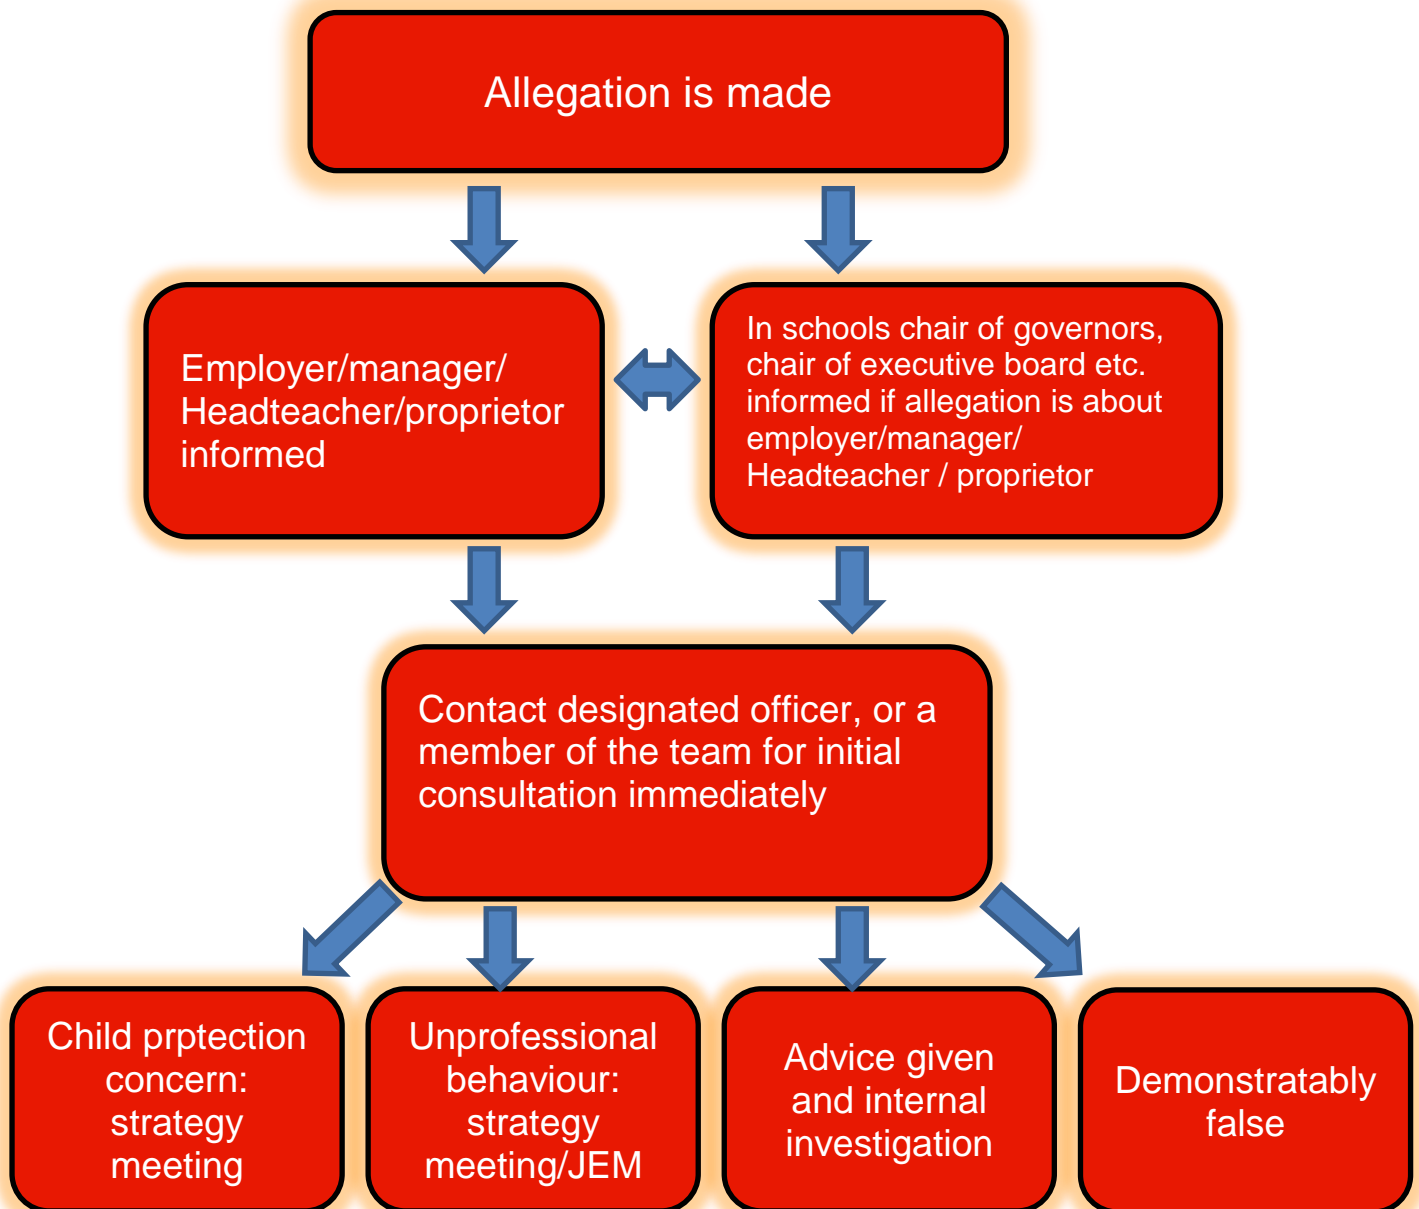 Allegation is made
Employer/manager/
Headteacher/proprietor
informed
In schools chair of governors,
chair of executive board etc.
informed if allegation is about
employer/manager/
Headteacher / proprietor
Contact designated officer, or a
member of the team for initial
consultation immediately
Child prptection
concern:
strategy
meeting
Unprofessional
behaviour:
strategy
meeting/JEM
Advice given
and internal
investigation
Demonstratably
false